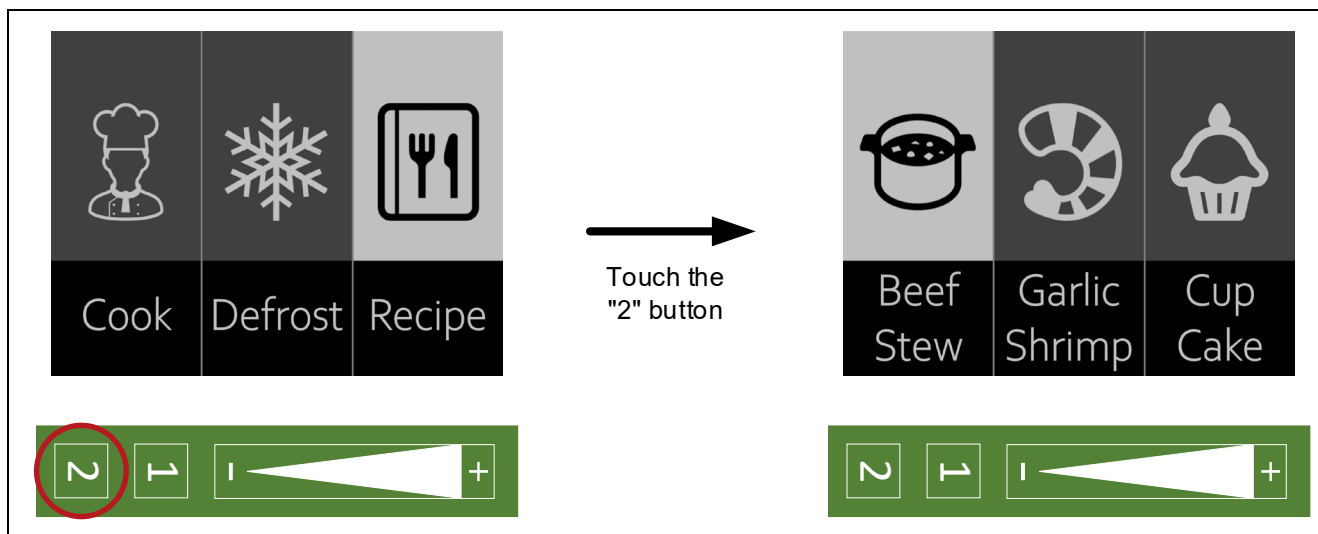 Cook
Defrost
Recipe
Touch the
"2" button
Beef
Stew
Garlic
Shrimp
Cup
Cake
2
1
-
+
2
1
-
+